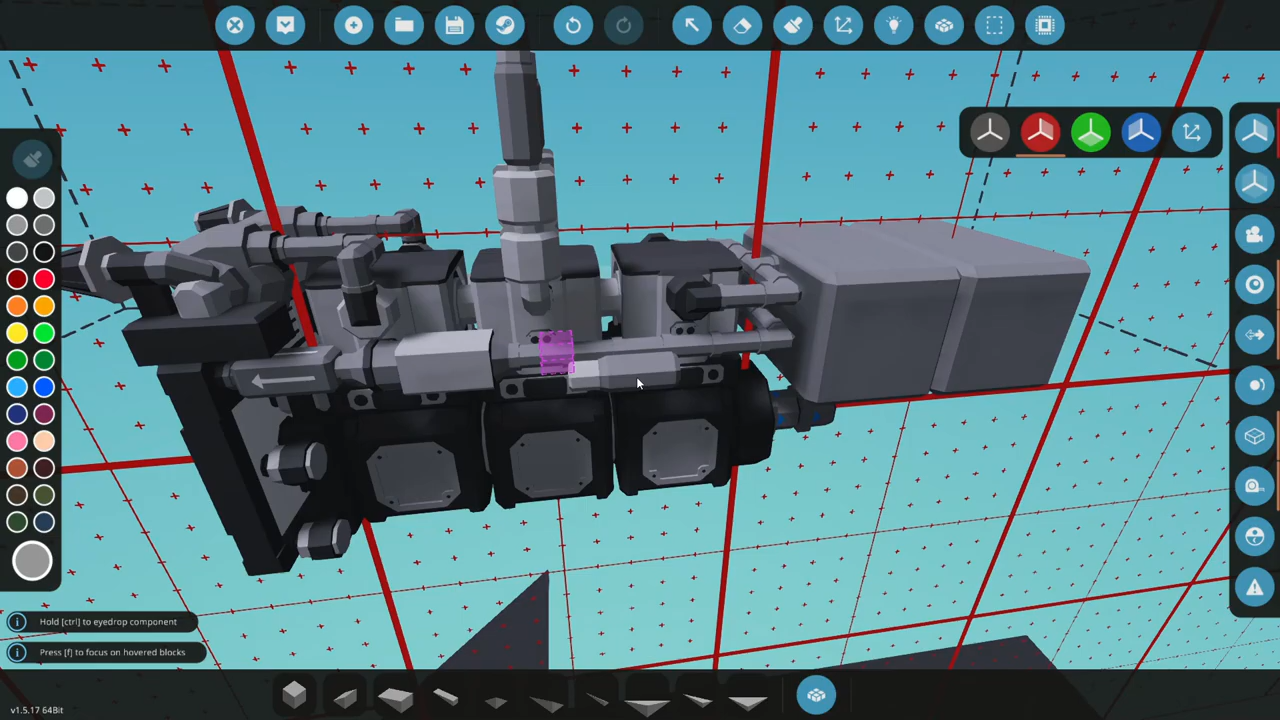 Hold [ctrl] to eyedrop component
Press [f] to focus on hovered blocks
v1.5.17 64Bit